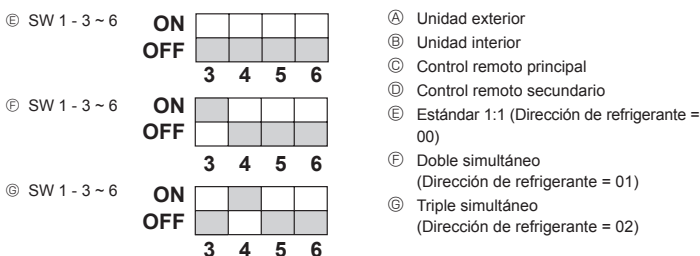 Ⓔ SW 1 - 3 ~ 6
ON
OFF
3 4 5 6
Ⓕ SW 1 - 3 ~ 6
ON
OFF
3 4 5 6
Ⓖ SW 1 - 3 ~ 6
ON
OFF
3 4 5 6
Ⓐ Unidad exterior
Ⓑ Unidad interior
Ⓒ Control remoto principal
Ⓓ Control remoto secundario
Ⓔ Estándar 1:1 (Dirección de refrigerante =
00)
Ⓕ Doble simultáneo
(Dirección de refrigerante = 01)
Ⓖ Triple simultáneo
(Dirección de refrigerante = 02)